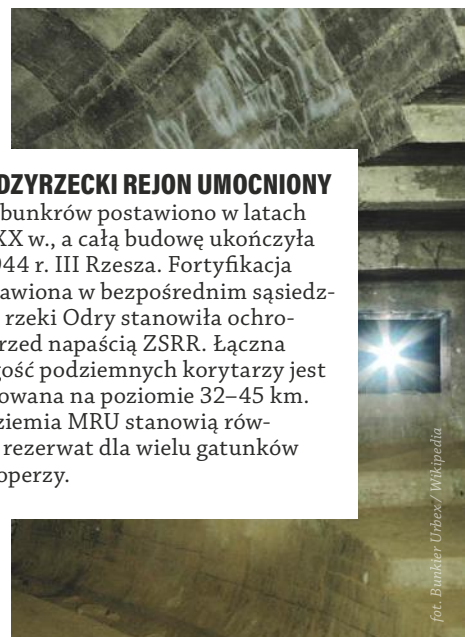 DZYRZECKI REJON UMOCNIONY
bunkrów postawiono w latach
XX w., a całą budowę ukończyła
944 r. III Rzesza. Fortyfikacja
awiona w bezpośrednim sąsiedz-
rzeki Odry stanowiła ochro-
rzed napaścią ZSRR. Łączna
gość podziemnych korytarzy jest
owana na poziomie 32–45 km.
ziemia MRU stanowią rów-
rezerwat dla wielu gatunków
operzy.
fot. Bunkier Urbex / Wikipedia